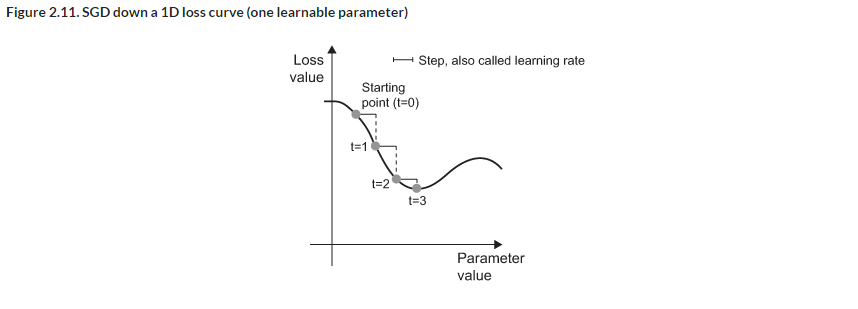 Figure 2.11. SGD down a 1D loss curve (one learnable parameter)
Loss
value
Step, also called learning rate
Starting
point (t=0)
t=1
t=2
t=3
Parameter
value